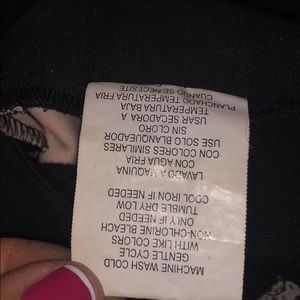 MACHINE WASH COLD
GENTLE CYCLE
WITH LIKE COLORS
NON-CHLORINE BLEACH
ONLY IF NEEDED
TUMBLE DRY LOW
COOL IRON IF NEEDED
LAVADO A MAQUINA
CON AGUA FRIA
CON COLORES SIMILARES
USE SOLO BLANQUEADOR
SIN CLORO
USAR SECADORA A
TEMPERATURA BAJA
PLANCHADO TEMPERATURA FRIA
CUANDO SE NECESITE